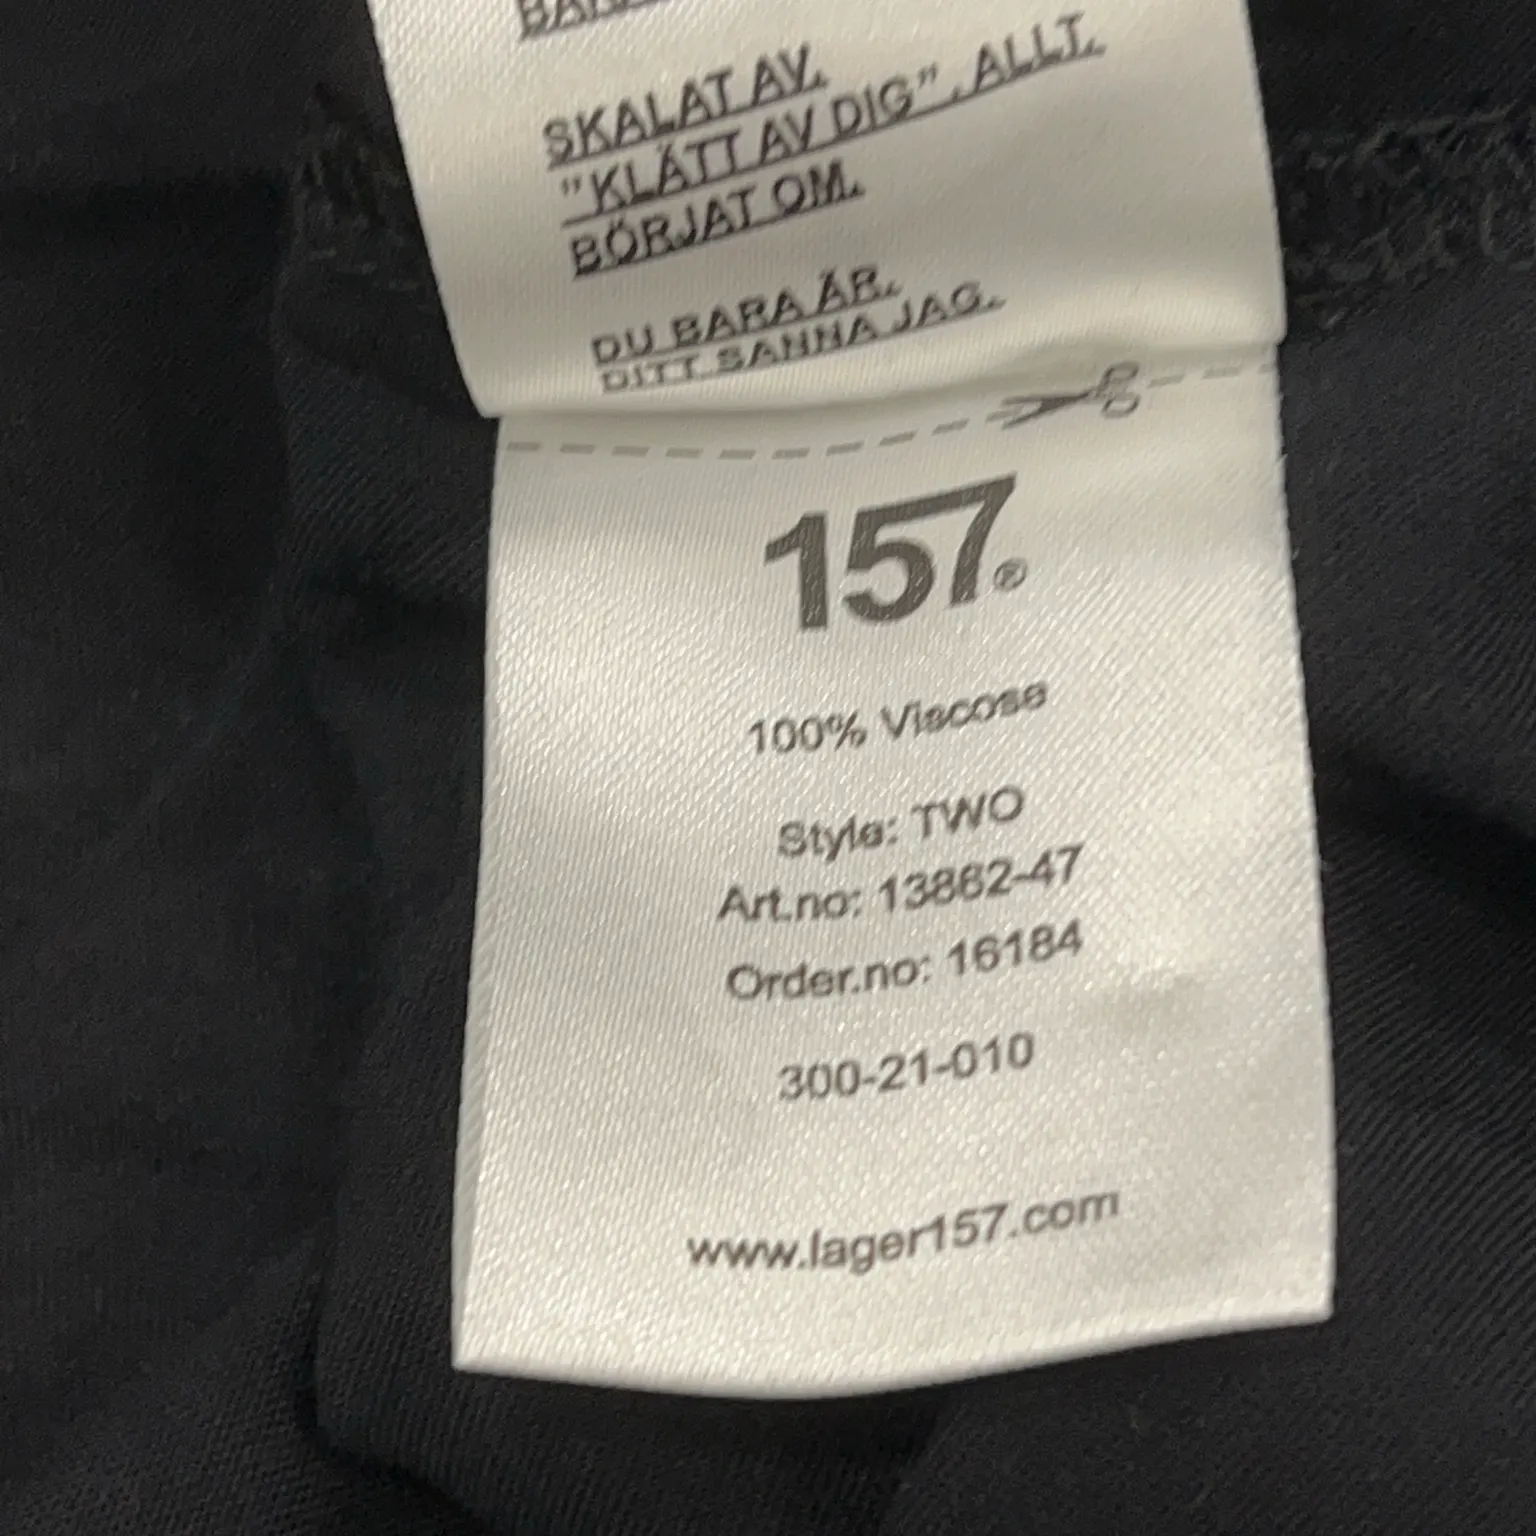 SKALAT AV.
"KLÄTT AV DIG". ALLT.
BÖRJAT OM.
DU BARA ÄR.
DITT SANNA JAG.
157®
100% Viscose
Style: TWO
Art.no: 13862-47
Order.no: 16184
300-21-010
www.lager157.com